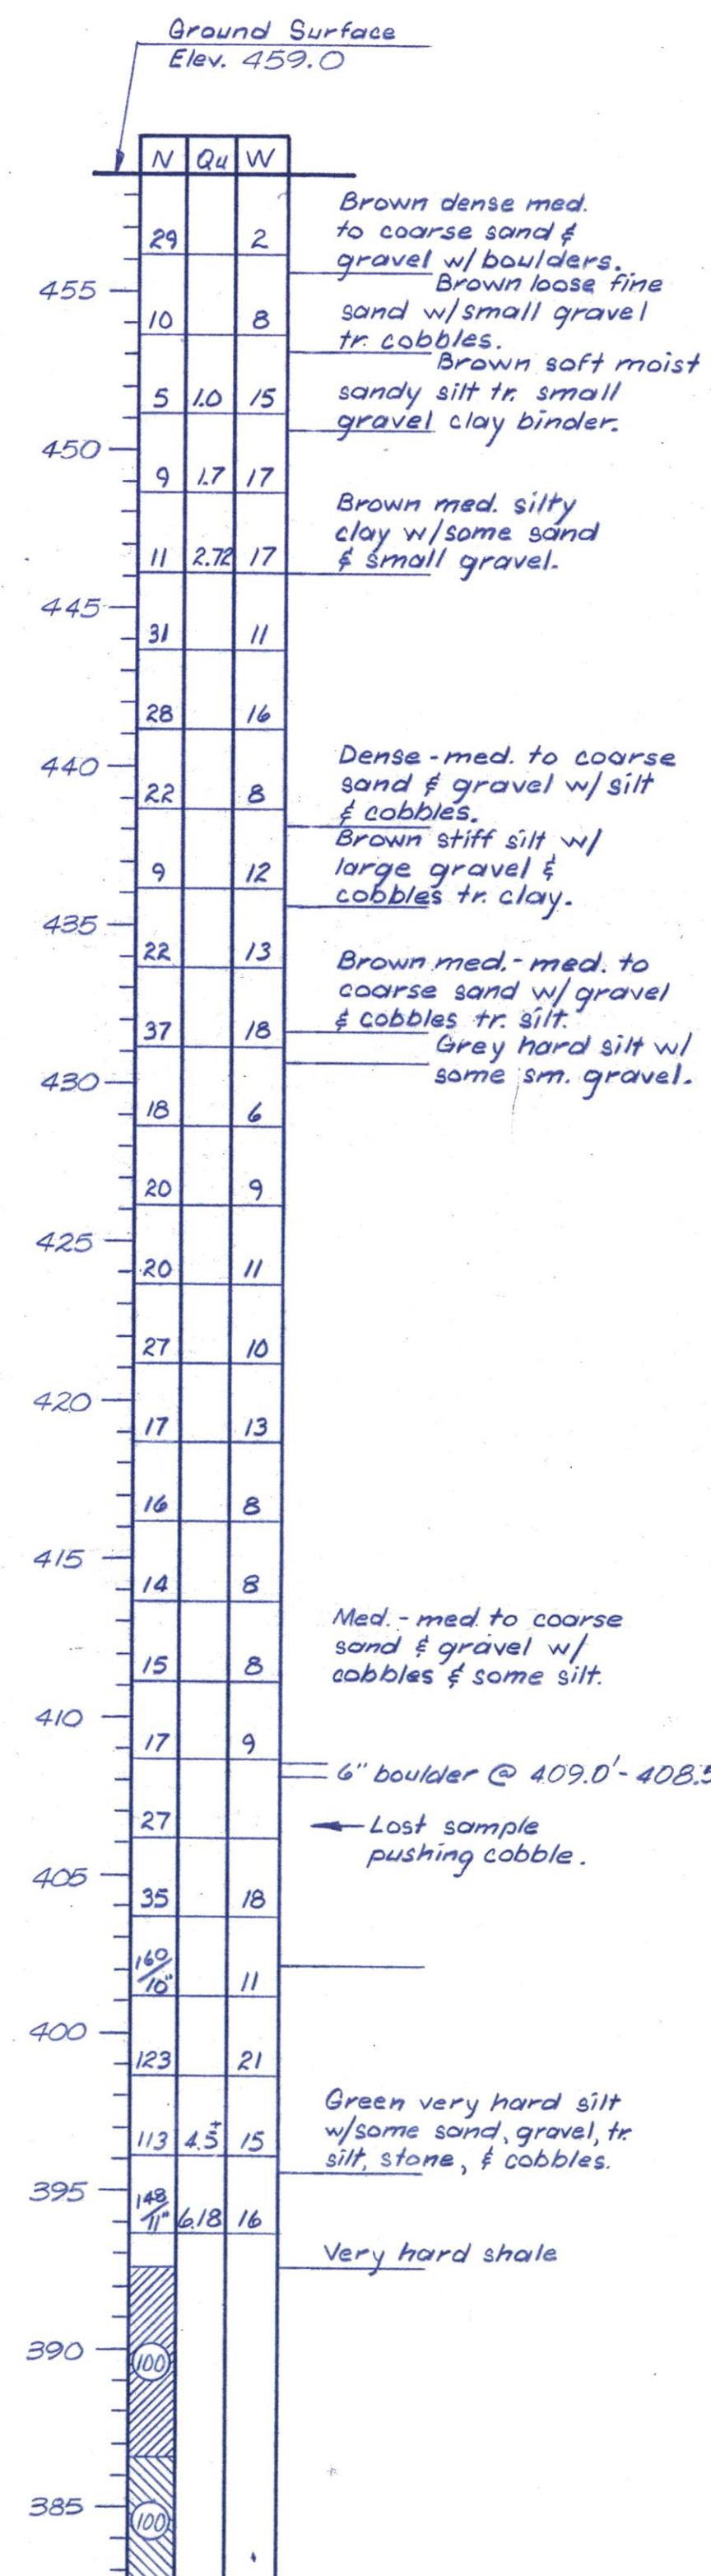 Ground Surface
Elev. 459.0
N Qu W
Brown dense med.
to coarse sand &
29 2
gravel w/boulders.
455
Brown loose fine
sand w/small gravel
10 8
tr. cobbles.
Brown soft moist
sandy silt tr. small
5 1.0 15
gravel clay binder.
450
9 1.7 17
Brown med. silty
clay w/some sand
11 2.72 17
& small gravel.
445
31 11
28 16
Dense-med. to coarse
440
sand & gravel w/silt
22 8
& cobbles.
Brown stiff silt w/
large gravel &
9 12
cobbles tr. clay.
435
22 13
Brown med.-med. to
coarse sand w/gravel
& cobbles tr. silt.
37 18
Grey hard silt w/
some sm. gravel.
430
18 6
20 9
425
20 11
27 10
420
17 13
16 8
415
14 8
Med.-med. to coarse
sand & gravel w/
15 8
cobbles & some silt.
410
17 9
6" boulder @ 409.0'-408.5
27
Lost sample
pushing cobble.
405
35 18
160/10" 11
400
123 21
Green very hard silt
w/some sand, gravel, tr.
113 4.5+ 15
silt, stone, & cobbles.
395
148/11" 6.18 16
Very hard shale
390
100
385
100